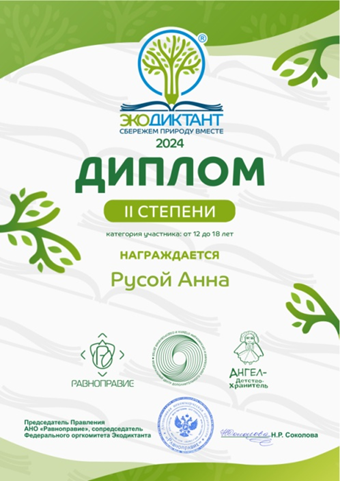 ®
ЭКОДИКТАНТ
СБЕРЕЖЕМ ПРИРОДУ ВМЕСТЕ
2024
ДИПЛОМ
II СТЕПЕНИ
категория участника: от 12 до 18 лет
НАГРАЖДАЕТСЯ
Русой Анна
РАВНОПРАВИЕ
АНГЕЛ-
Детства-
Хранитель
Председатель Правления
АНО «Равноправие», сопредседатель
Федерального оргкомитета Экодиктанта
Н.Р. Соколова